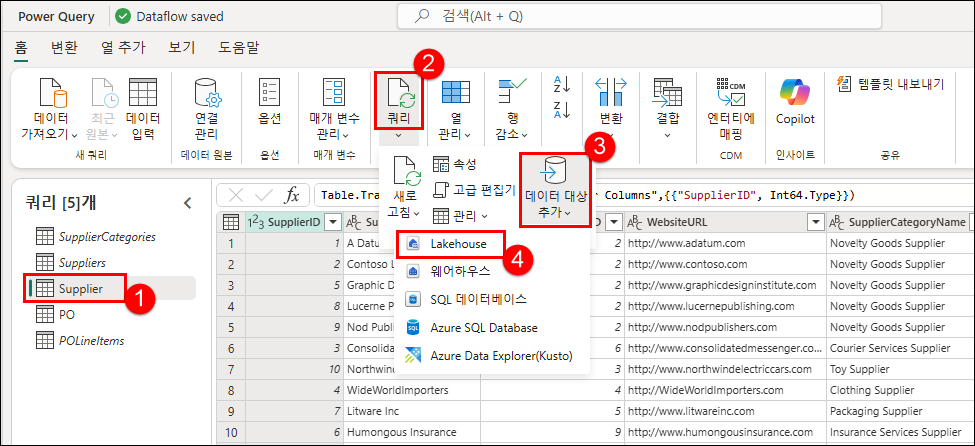 Power Query
Dataflow saved
검색(Alt + Q)
홈
변환
열 추가
보기
도움말
2
데이터
가져오기
최근
원본
데이터
입력
새 쿼리
연결
관리
데이터 원본
옵션
옵션
매개 변수
관리
매개 변수
쿼리
열
관리
행
감소
A
Z
Z
A
변환
결합
엔터티에
매핑
CDM
CDM
Copilot
인사이트
템플릿 내보내기
공유
3
새로
고침
속성
고급 편집기
관리
데이터 대상
추가
Lakehouse
4
웨어하우스
SQL 데이터베이스
Azure SQL Database
Azure Data Explorer(Kusto)
쿼리 [5]개
SupplierCategories
Suppliers
Supplier
1
PO
POLineItems
fx
Table.Tra
r Columns",{{"SupplierID", Int64.Type}})
1 2 3 SupplierID
A B C Su
D
A B C WebsiteURL
A B C SupplierCategoryName
1 1 A Datu 2 http://www.adatum.com Novelty Goods Supplier
2 2 Contoso L 2 http://www.contoso.com Novelty Goods Supplier
3 5 Graphic D 2 http://www.graphicdesigninstitute.com Novelty Goods Supplier
4 8 Lucerne P 2 http://www.lucernepublishing.com Novelty Goods Supplier
5 9 Nod Publ 2 http://www.nodpublishers.com Novelty Goods Supplier
6 3 Consolida 6 http://www.consolidatedmessenger.co... Courier Services Supplier
7 10 Northwind 3 http://www.northwindelectriccars.com Toy Supplier
8 4 WideWorldImporters 4 http://WideWorldImporters.com Clothing Supplier
9 7 Litware Inc 5 http://www.litwareinc.com Packaging Supplier
10 6 Humongous Insurance 9 http://www.humongousinsurance.com Insurance Services Supplier